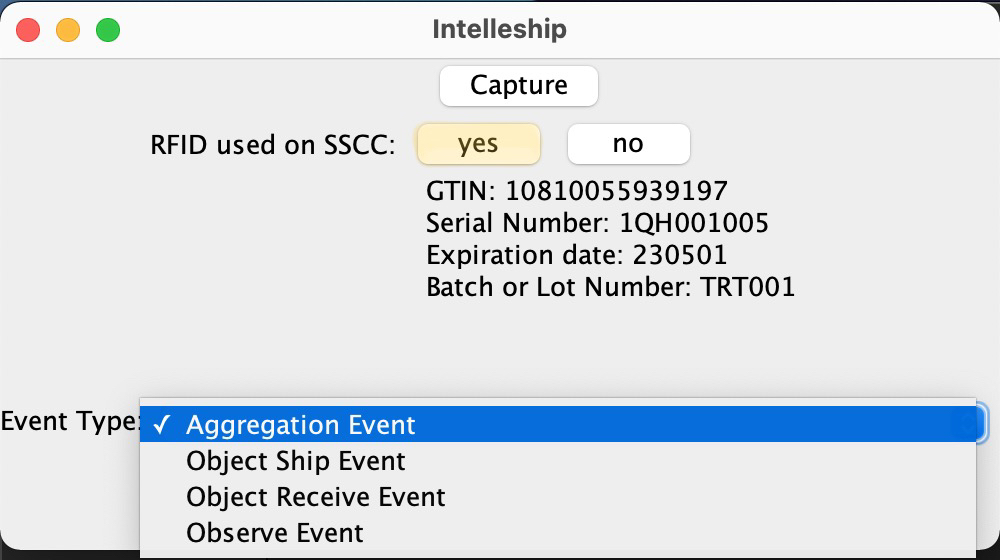 Intelleship
Capture
RFID used on SSCC: yes no
GTIN: 10810055939197
Serial Number: 1QH001005
Expiration date: 230501
Batch or Lot Number: TRT001
Event Type: ✓ Aggregation Event
Object Ship Event
Object Receive Event
Observe Event